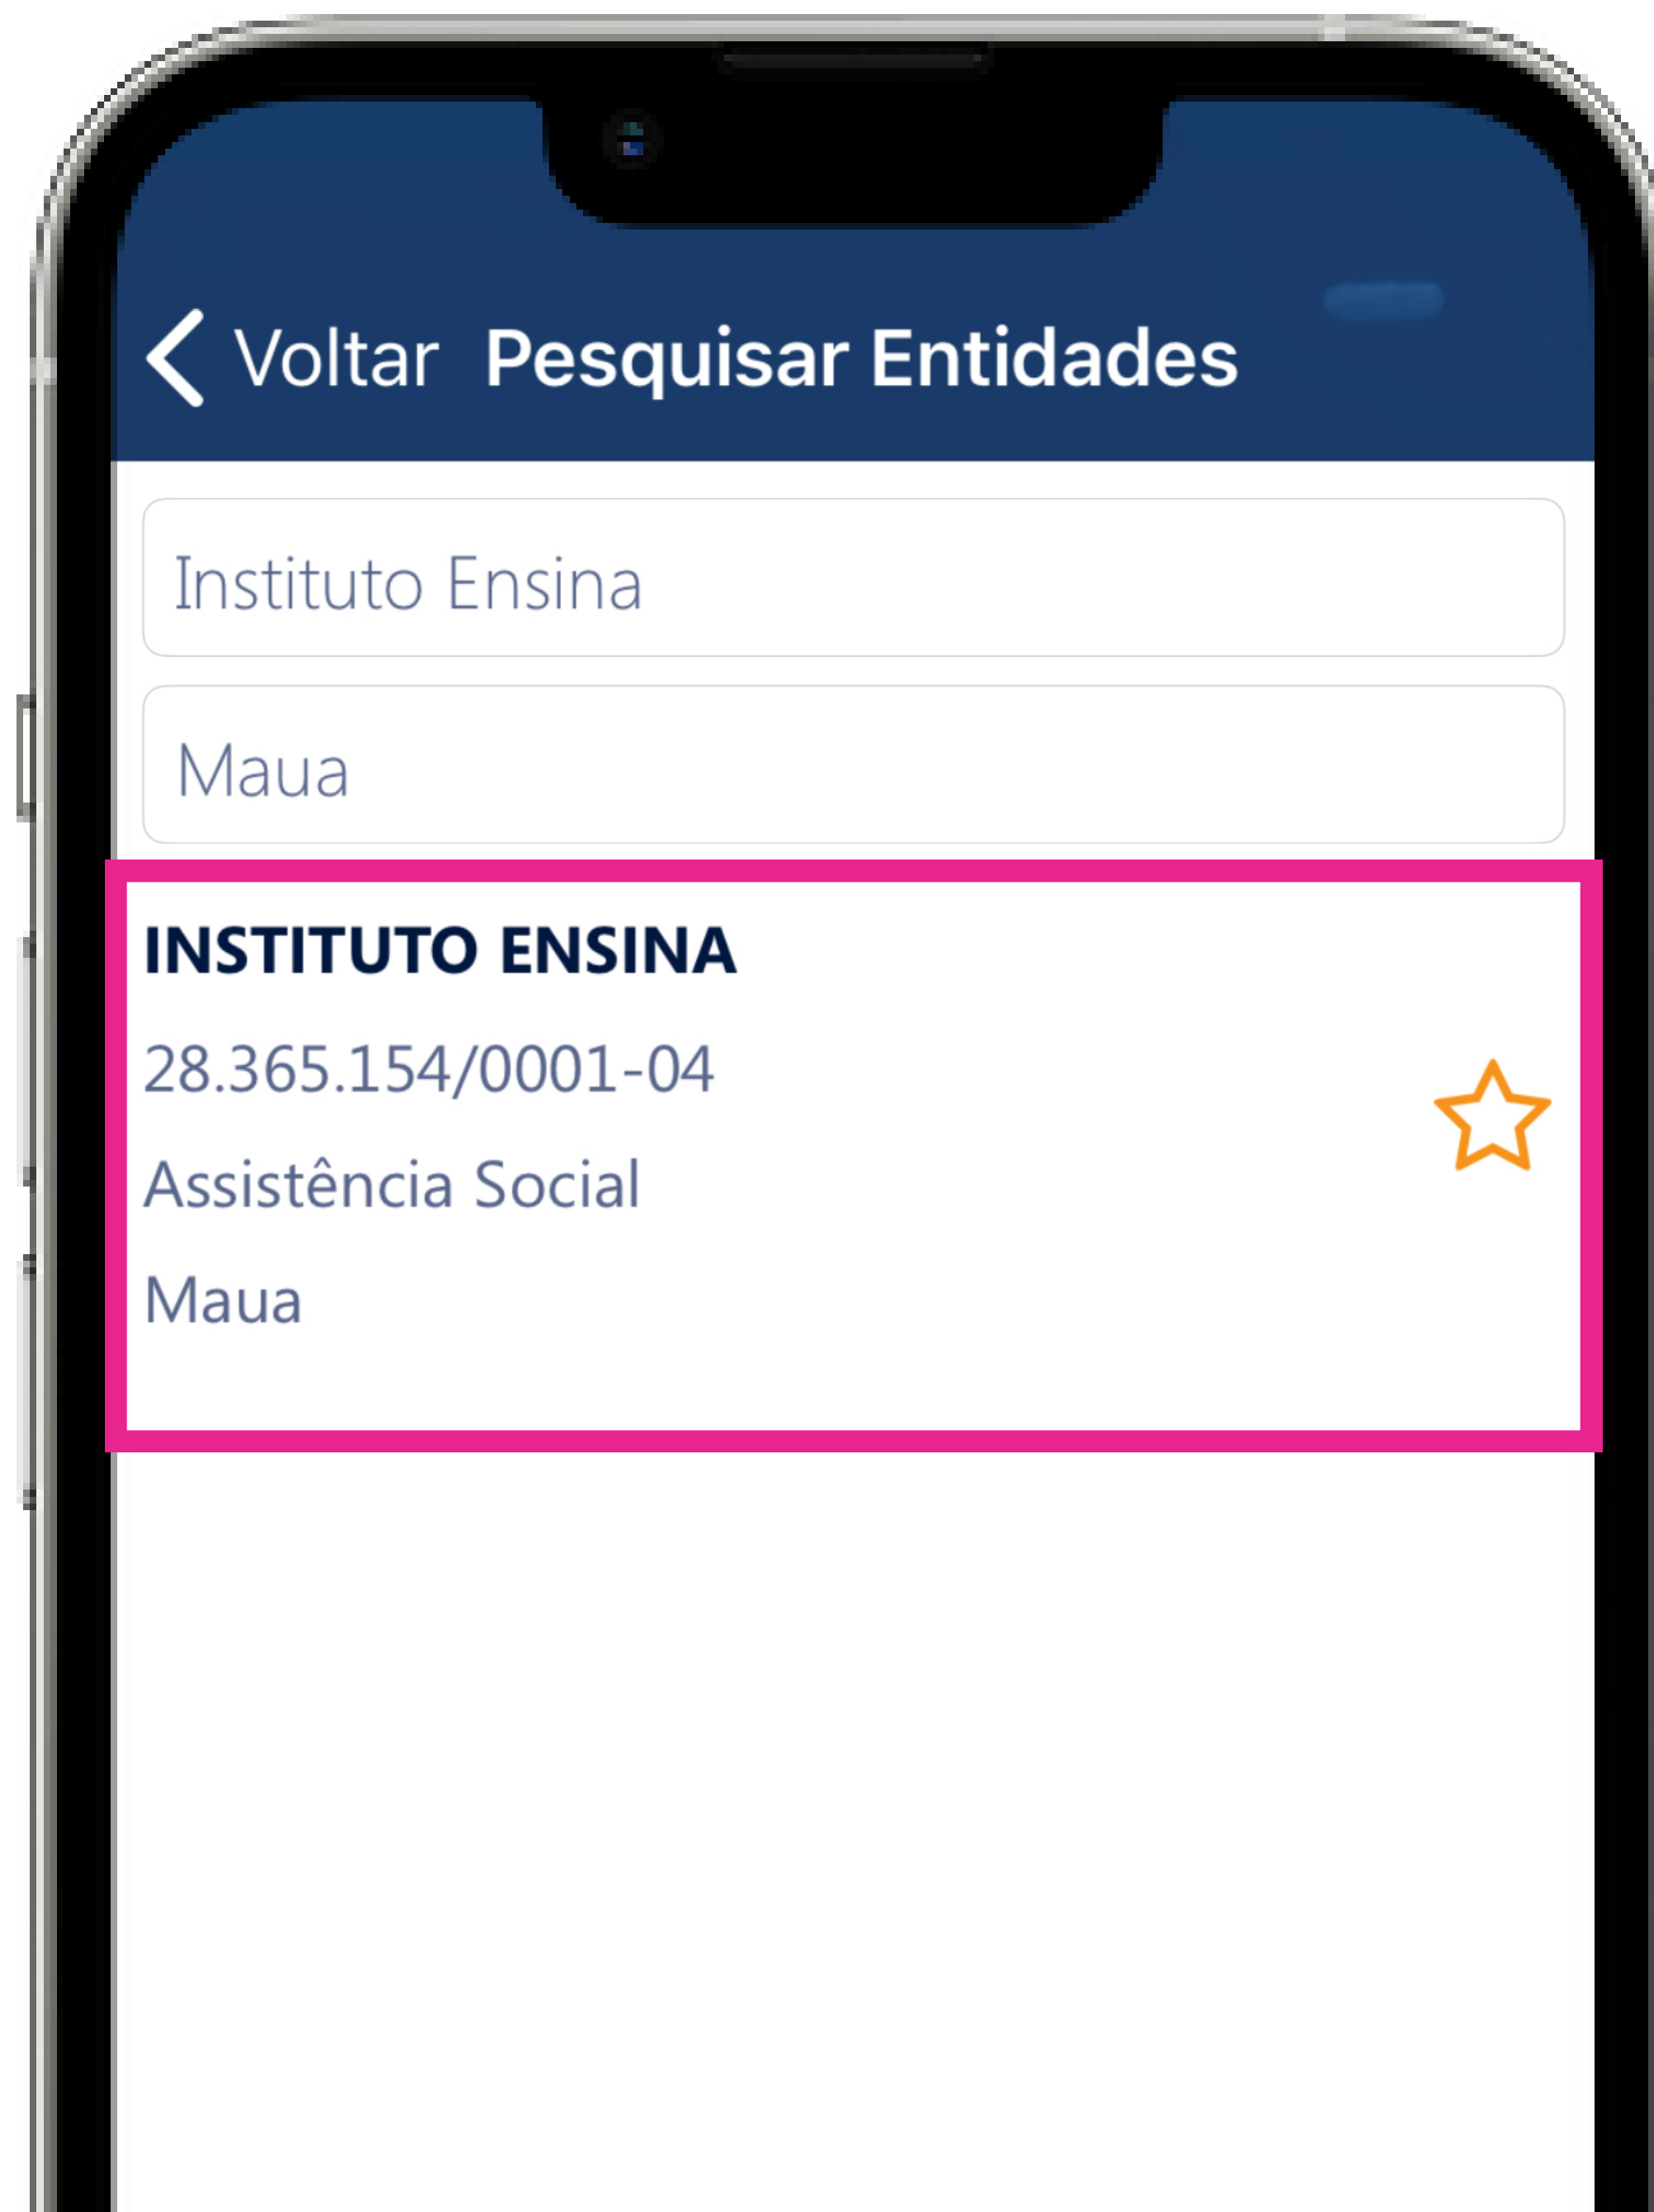 Voltar Pesquisar Entidades
Instituto Ensina
Maua
INSTITUTO ENSINA
28.365.154/0001-04
Assistência Social
Maua